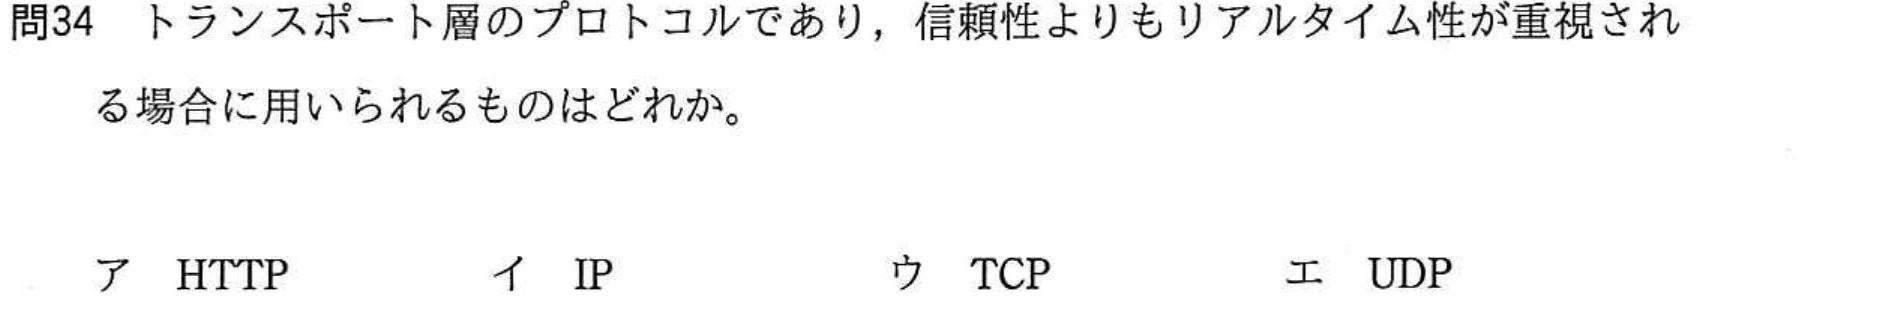 問34　トランスポート層のプロトコルであり，信頼性よりもリアルタイム性が重視され
る場合に用いられるものはどれか。
ア　HTTP　イ　IP　ウ　TCP　エ　UDP